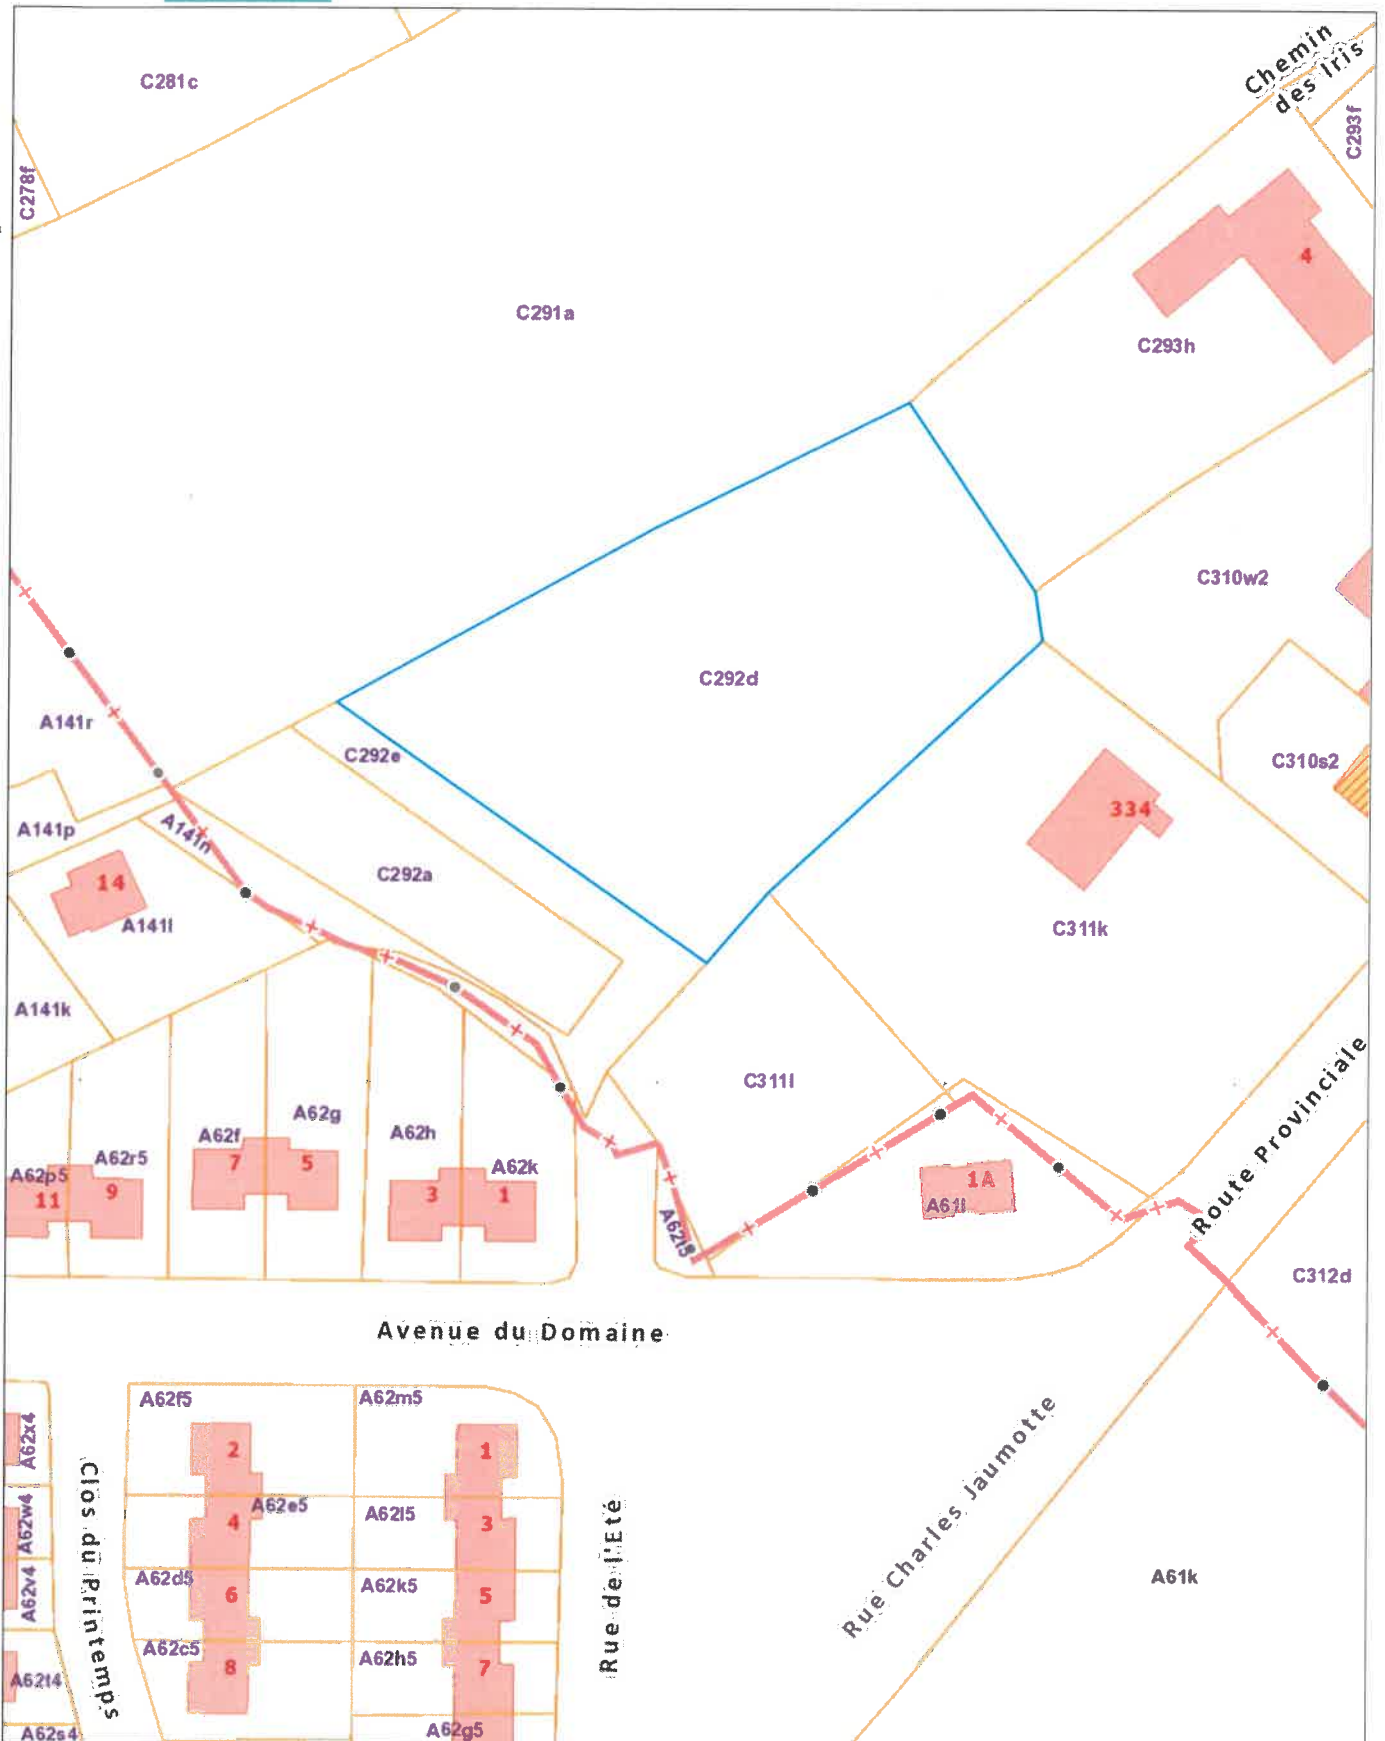 Chemin
des Iris
C281c
C293f
C278f
4
C291a
C293h
C310w2
C292d
A141r
C292e
C310s2
334
A141p
A141n
C292a
14
A141l
C311k
A141k
Route Provinciale
C311l
A62g
A62f
A62h
A62r5
A62k
A62p5
7
5
11
9
3
1
1A
A61l
A62t5
C312d
Avenue du Domaine
A62f5
A62m5
A62x4
2
1
Clos du Printemps
A62e5
A62l5
A62w4
4
3
Rue de l'Eté
Rue Charles Jaumotte
A62d5
A62k5
A62v4
6
5
A61k
A62c5
A62h5
8
7
A62t4
A62g5
A62s4